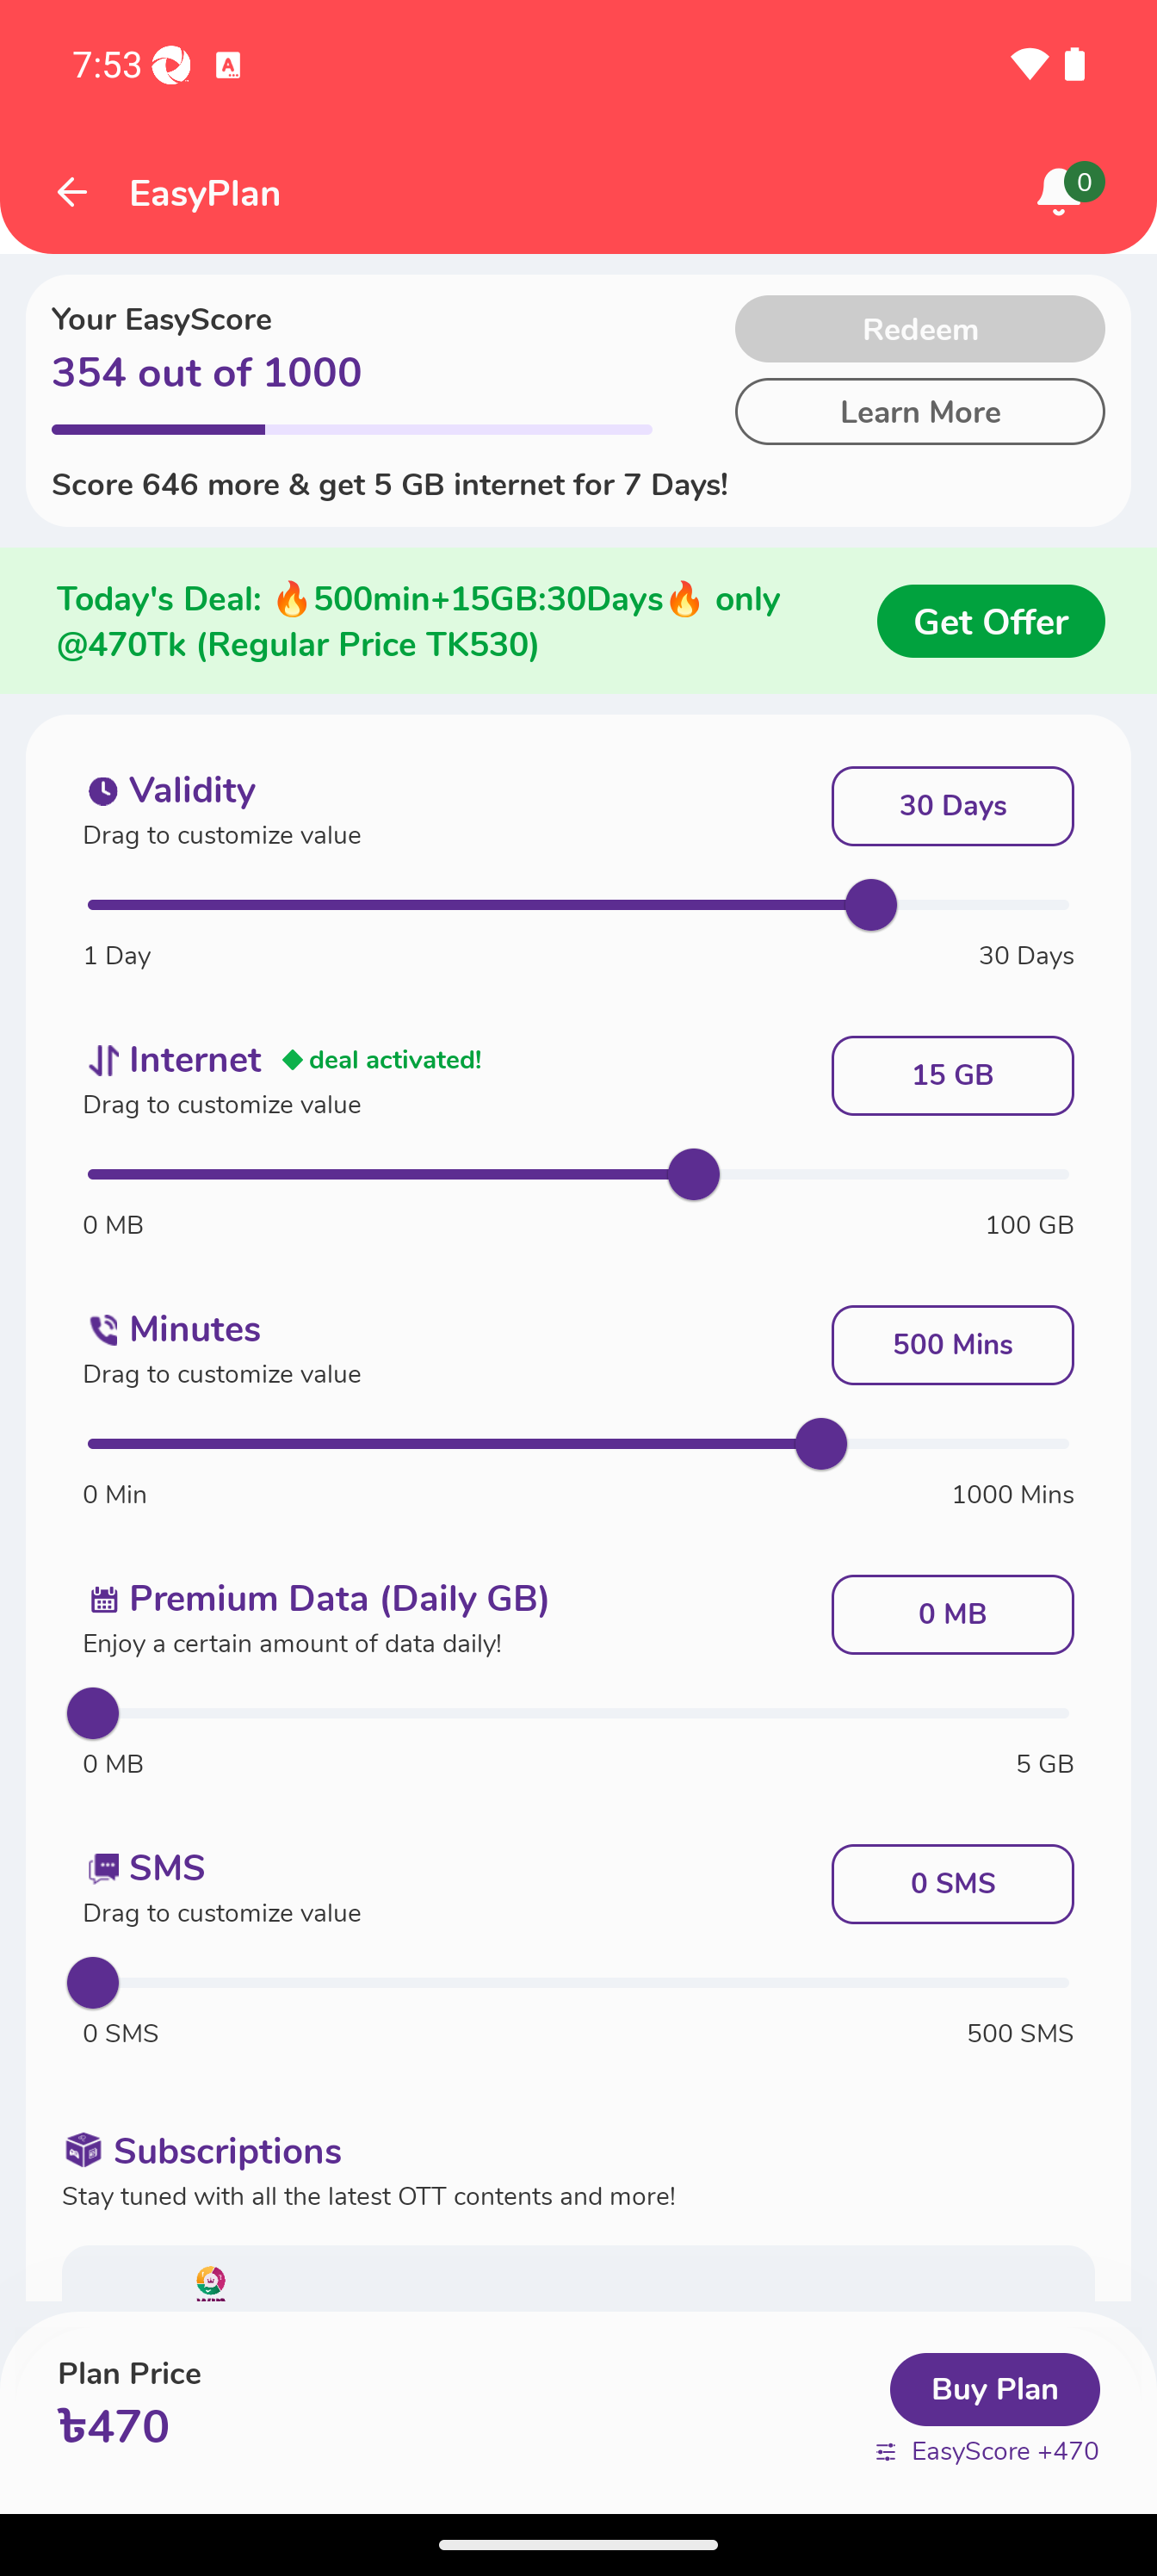 7:53
EasyPlan
0
Your EasyScore
354 out of 1000
Redeem
Learn More
Score 646 more & get 5 GB internet for 7 Days!
Today's Deal: 🔥500min+15GB:30Days🔥 only
@470Tk (Regular Price TK530)
Get Offer
Validity
Drag to customize value
30 Days
1 Day
30 Days
Internet
deal activated!
Drag to customize value
15 GB
0 MB
100 GB
Minutes
Drag to customize value
500 Mins
0 Min
1000 Mins
Premium Data (Daily GB)
Enjoy a certain amount of data daily!
0 MB
0 MB
5 GB
SMS
Drag to customize value
0 SMS
0 SMS
500 SMS
Subscriptions
Stay tuned with all the latest OTT contents and more!
Plan Price
৳470
Buy Plan
EasyScore +470